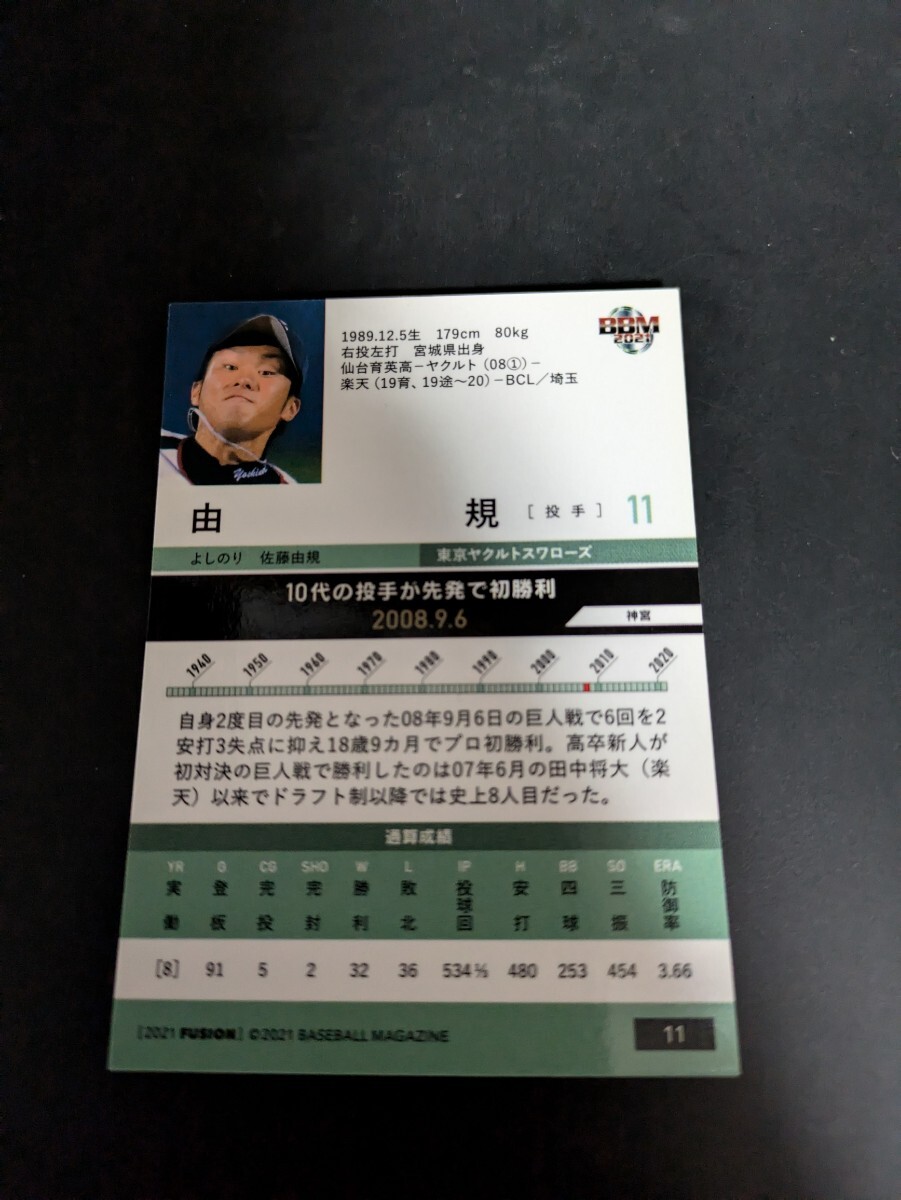 1989.12.5生 179cm 80kg
右投左打 宮城県出身
仙台育英高－ヤクルト(08①)－
楽天(19育、19途〜20)－BCL／埼玉
BBM
2021
Yoshinori
由 規 [投手] 11
よしのり 佐藤由規 東京ヤクルトスワローズ
10代の投手が先発で初勝利
2008.9.6
神宮
1940 1950 1960 1970 1980 1990 2000 2010 2020
自身2度目の先発となった08年9月6日の巨人戦で6回を2
安打3失点に抑え18歳9カ月でプロ初勝利。高卒新人が
初対決の巨人戦で勝利したのは07年6月の田中将大（楽
天）以来でドラフト制以降では史上8人目だった。
通算成績
YR G CG SHO W L IP H BB SO ERA
実働 登板 完投 完封 勝利 敗北 投球回 安打 四球 三振 防御率
[8] 91 5 2 32 36 534⅓ 480 253 454 3.66
[2021 FUSION] ©2021 BASEBALL MAGAZINE
11